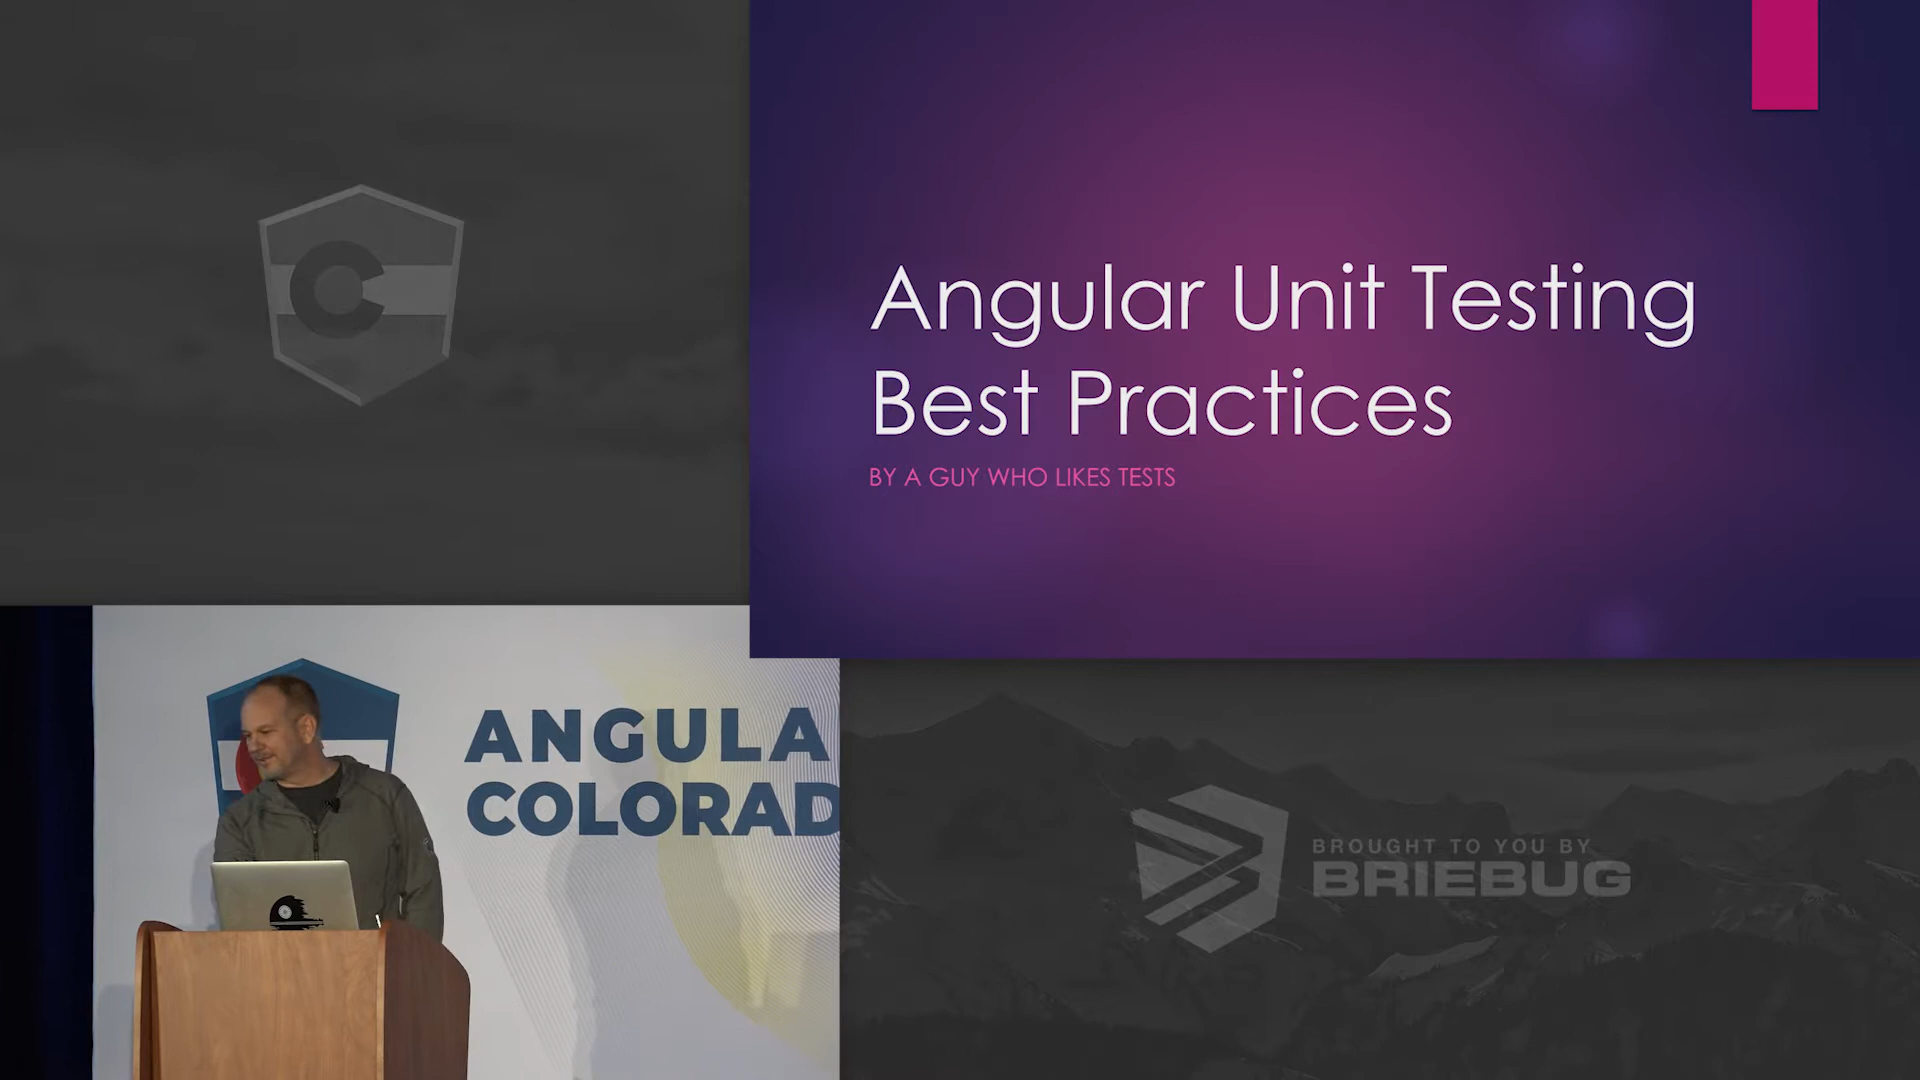 Angular Unit Testing
Best Practices
BY A GUY WHO LIKES TESTS
ANGULA
COLORAD
BROUGHT TO YOU BY
BRIEBUG